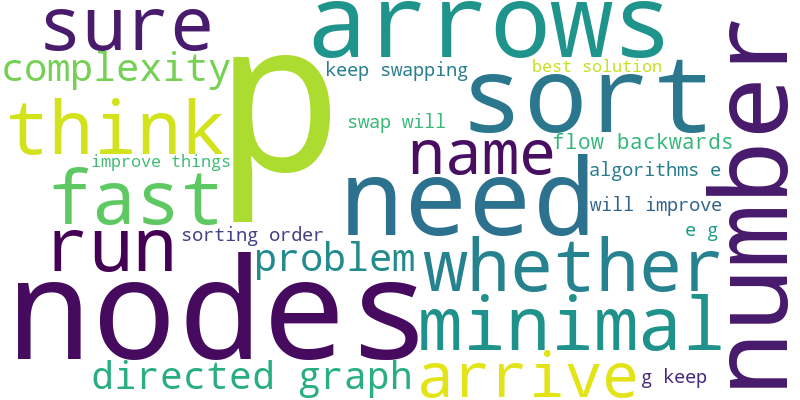 sure
arrows
complexity
p
keep swapping
best solution
sort
number
think
swap will
flow backwards
improve things
name
algorithms e
fast
need
will improve
run
sorting order
e g
problem
whether
nodes
minimal
directed graph
arrive
g keep